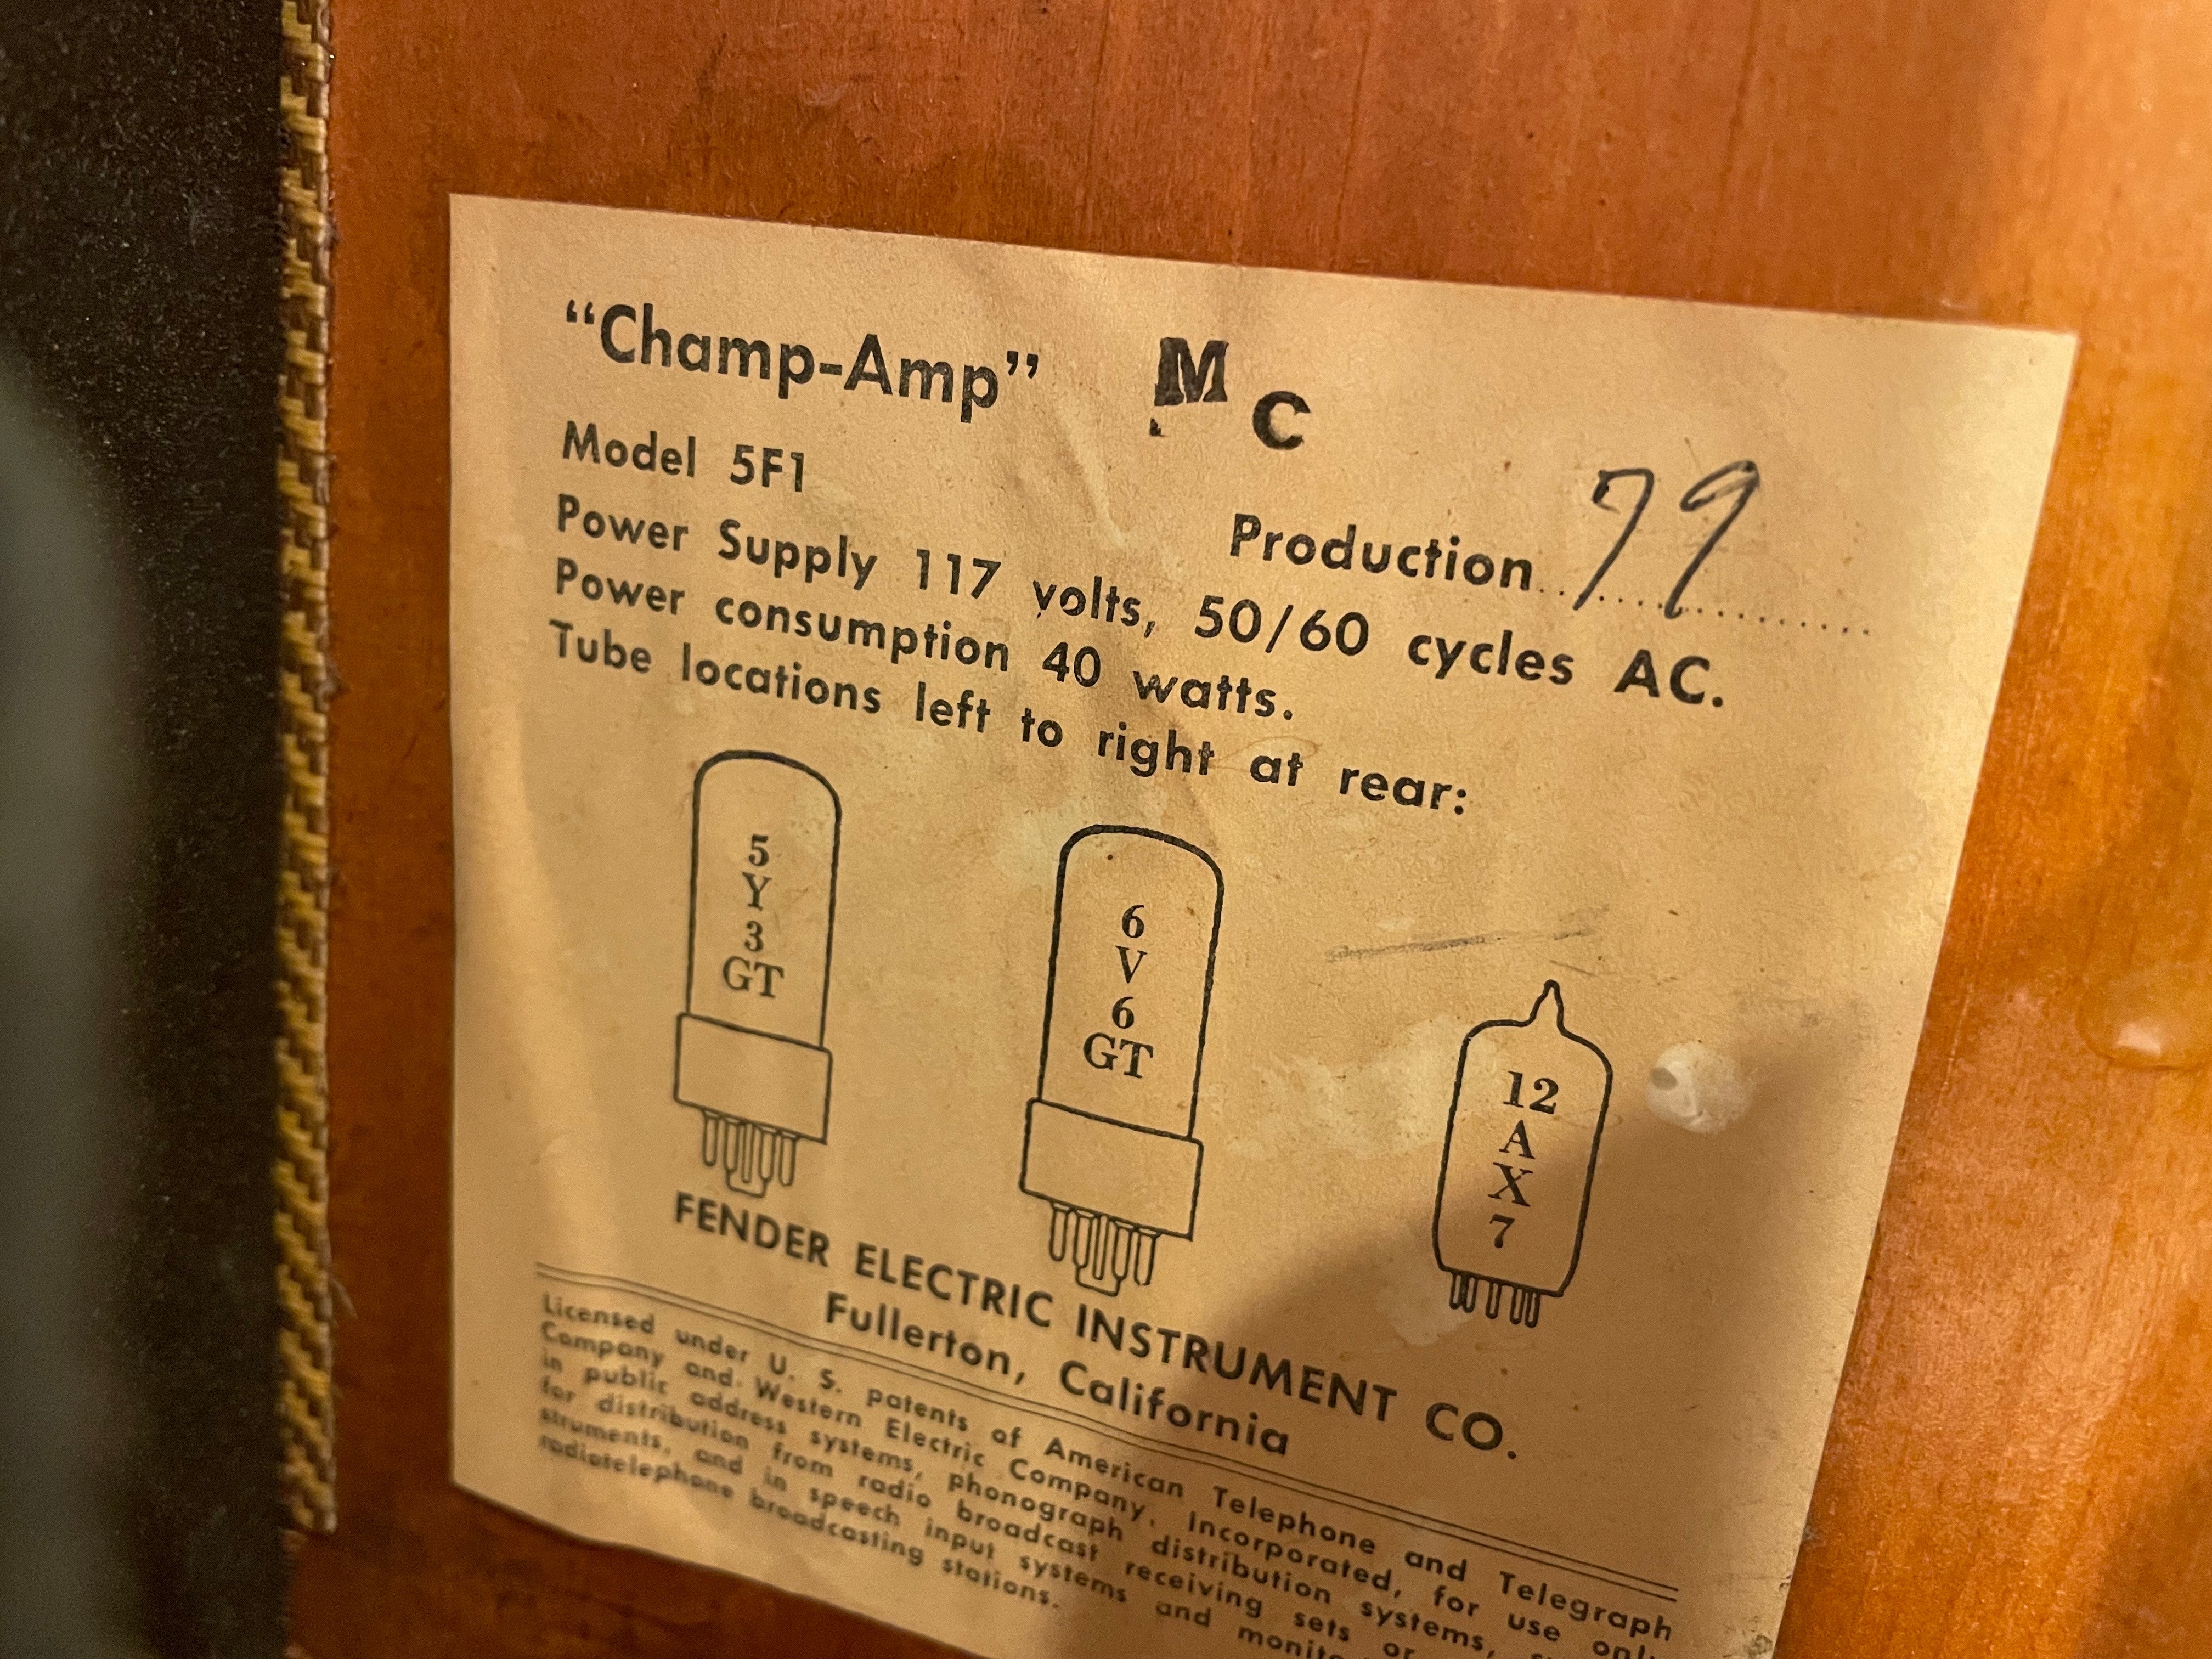 “Champ-Amp” M C
Model 5F1
Production 79
Power Supply 117 volts, 50/60 cycles AC.
Power consumption 40 watts.
Tube locations left to right at rear:
5
Y
3
GT
6
V
6
GT
12
A
X
7
FENDER ELECTRIC INSTRUMENT CO.
Fullerton, California
Licensed under U. S. patents of American Telephone and Telegraph
Company and Western Electric Company, Incorporated, for use only
in public address systems, phonograph distribution systems,
for distribution from radio broadcast receiving sets or
struments, and in speech input systems and
radiotelephone broadcasting stations.